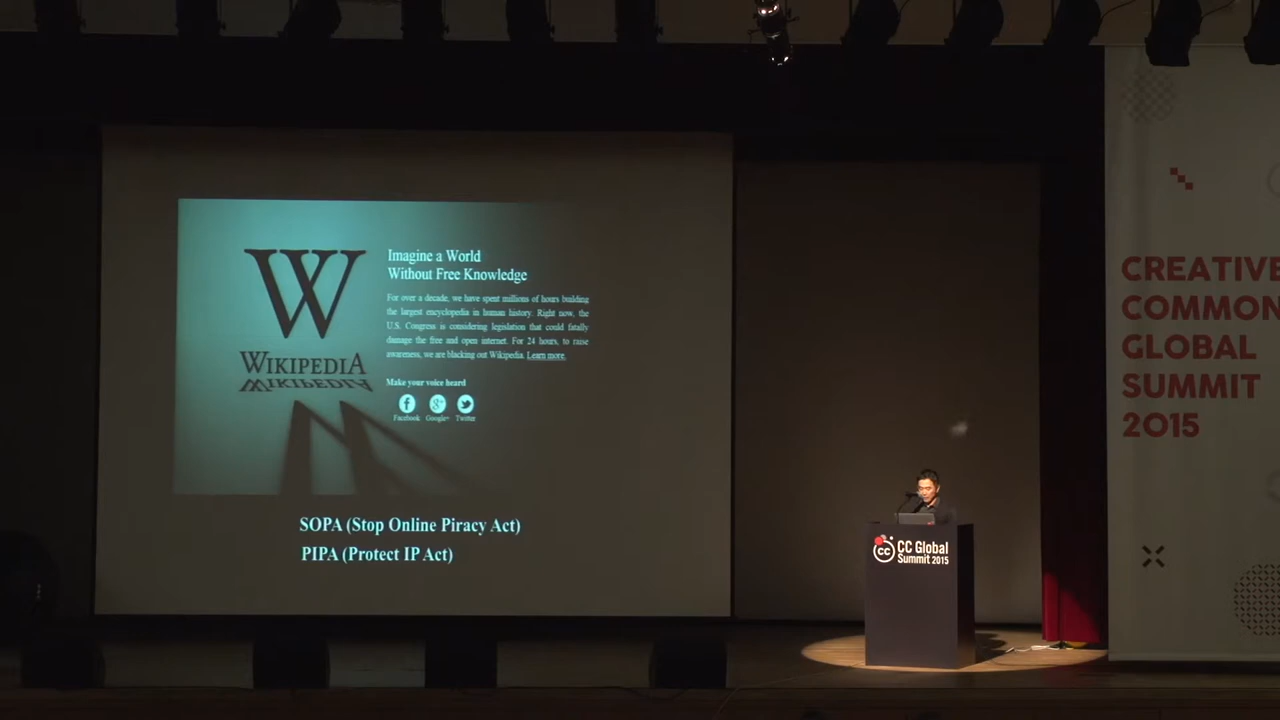 W
WIKIPEDIA
Imagine a World
Without Free Knowledge
For over a decade, we have spent millions of hours building
the largest encyclopedia in human history. Right now, the
U.S. Congress is considering legislation that could fatally
damage the free and open internet. For 24 hours, to raise
awareness, we are blacking out Wikipedia. Learn more.
Make your voice heard
Facebook Google+ Twitter
SOPA (Stop Online Piracy Act)
PIPA (Protect IP Act)
cc CC Global
Summit 2015
CREATIVE
COMMON
GLOBAL
SUMMIT
2015